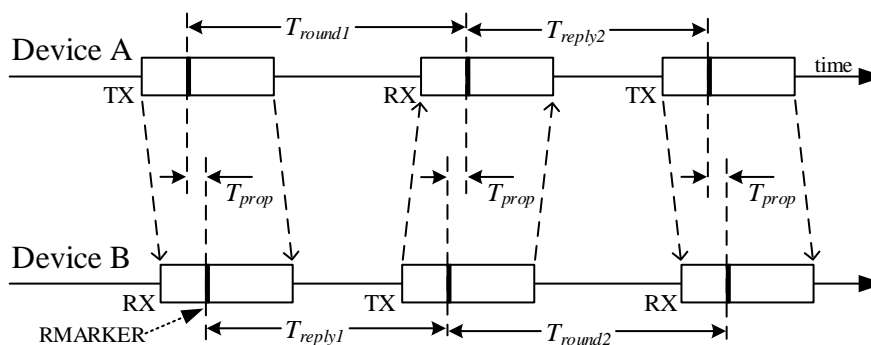 T_round1
T_reply2
Device A
time
TX
RX
TX
T_prop
T_prop
T_prop
Device B
RX
TX
RX
RMARKER
T_reply1
T_round2